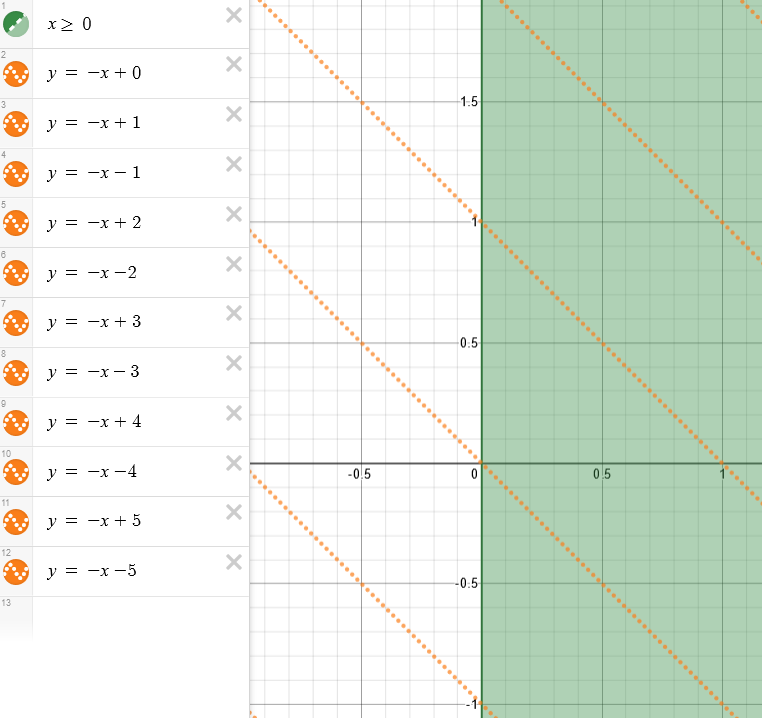 1
x ≥ 0
2
y = −x + 0
3
y = −x + 1
4
y = −x − 1
5
y = −x + 2
6
y = −x −2
7
y = −x + 3
8
y = −x − 3
9
y = −x + 4
10
y = −x −4
11
y = −x + 5
12
y = −x −5
13
1.5
1
0.5
-0.5 0 0.5 1
-0.5
-1